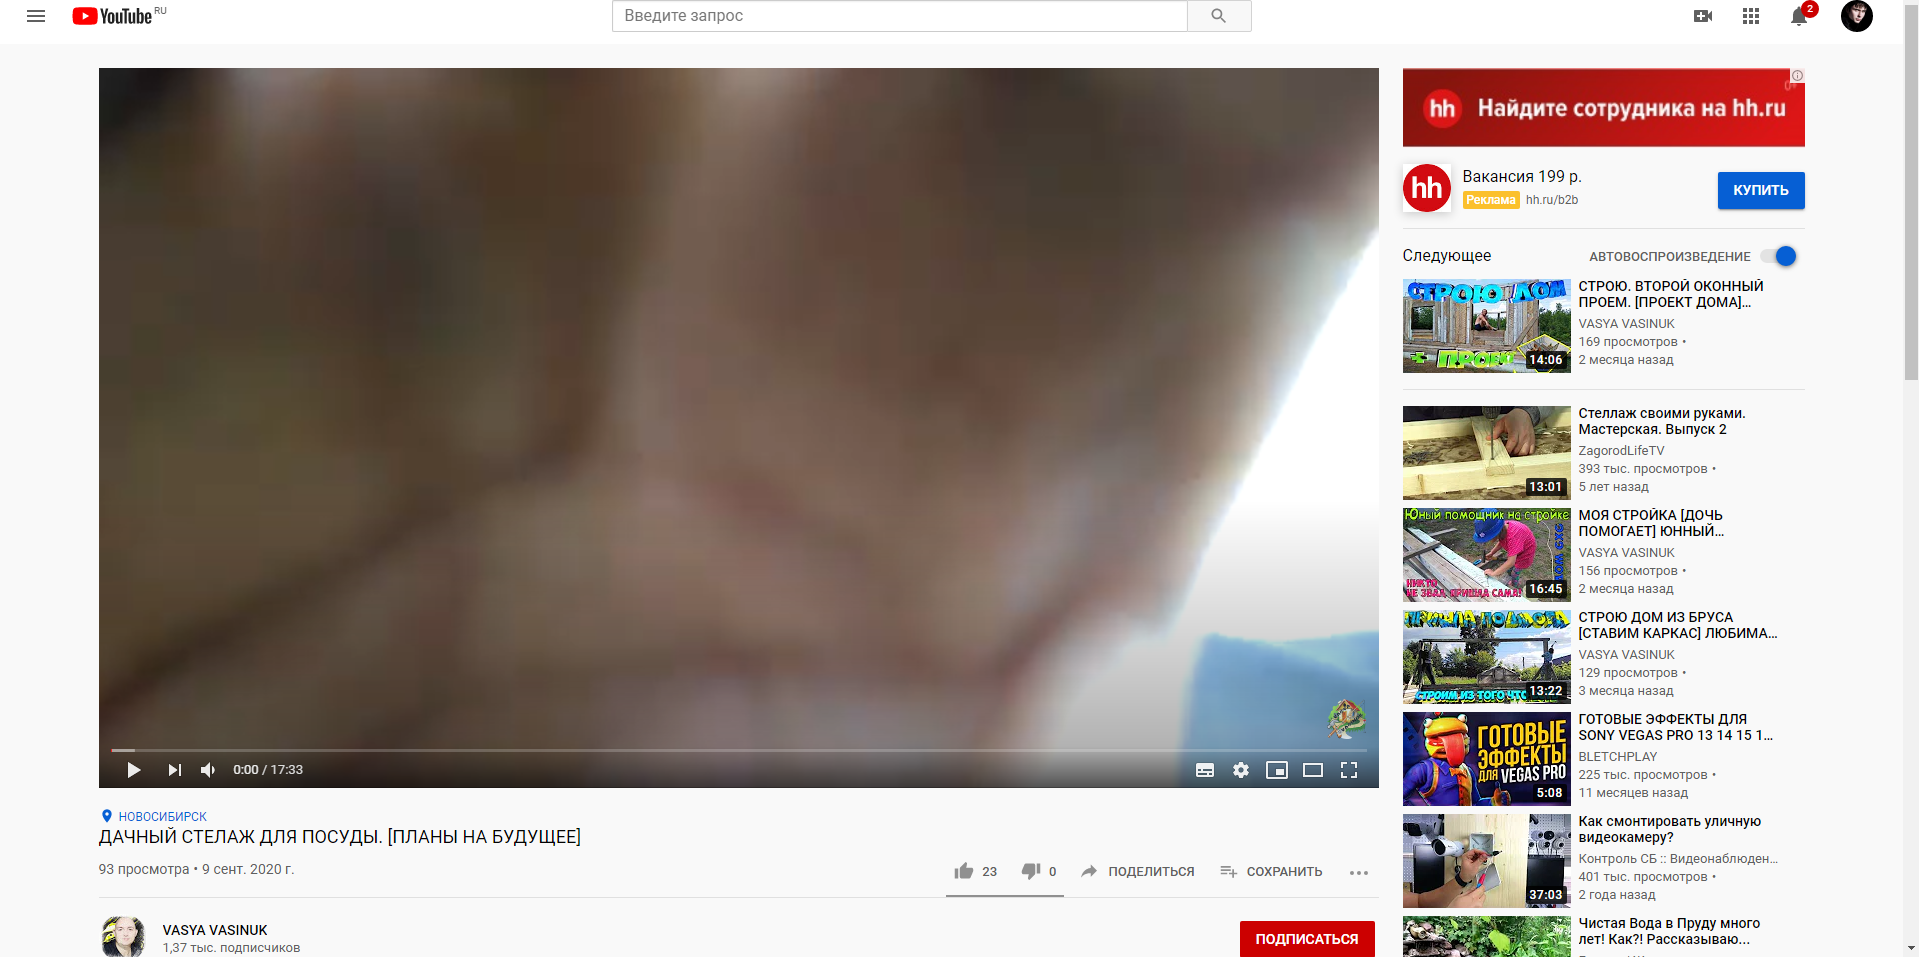 YouTube RU
Введите запрос
2
hh Найдите сотрудника на hh.ru
hh
Вакансия 199 р.
Реклама hh.ru/b2b
КУПИТЬ
Следующее
АВТОВОСПРОИЗВЕДЕНИЕ
СТРОЮ ДОМ
14:06
СТРОЮ. ВТОРОЙ ОКОННЫЙ
ПРОЕМ. [ПРОЕКТ ДОМА]...
VASYA VASINUK
169 просмотров •
2 месяца назад
13:01
Стеллаж своими руками.
Мастерская. Выпуск 2
ZagorodLifeTV
393 тыс. просмотров •
5 лет назад
Юный помощник на стройке
НИКТО
НЕ ЗВАЛ, ПРИШЛА САМА!
16:45
МОЯ СТРОЙКА [ДОЧЬ
ПОМОГАЕТ] ЮННЫЙ...
VASYA VASINUK
156 просмотров •
2 месяца назад
ПРИШЛА ПОДМОГА
СТРОИМ ИЗ ТОГО ЧТО
13:22
СТРОЮ ДОМ ИЗ БРУСА
[СТАВИМ КАРКАС] ЛЮБИМА...
VASYA VASINUK
129 просмотров •
3 месяца назад
ГОТОВЫЕ
ЭФФЕКТЫ
ДЛЯ VEGAS PRO
5:08
ГОТОВЫЕ ЭФФЕКТЫ ДЛЯ
SONY VEGAS PRO 13 14 15 1...
BLETCHPLAY
225 тыс. просмотров •
11 месяцев назад
37:03
Как смонтировать уличную
видеокамеру?
Контроль СБ :: Видеонаблюден...
401 тыс. просмотров •
2 года назад
Чистая Вода в Пруду много
лет! Как?! Рассказываю...
0:00 / 17:33
НОВОСИБИРСК
ДАЧНЫЙ СТЕЛАЖ ДЛЯ ПОСУДЫ. [ПЛАНЫ НА БУДУЩЕЕ]
93 просмотра • 9 сент. 2020 г.
23
0
ПОДЕЛИТЬСЯ
СОХРАНИТЬ
VASYA VASINUK
1,37 тыс. подписчиков
ПОДПИСАТЬСЯ